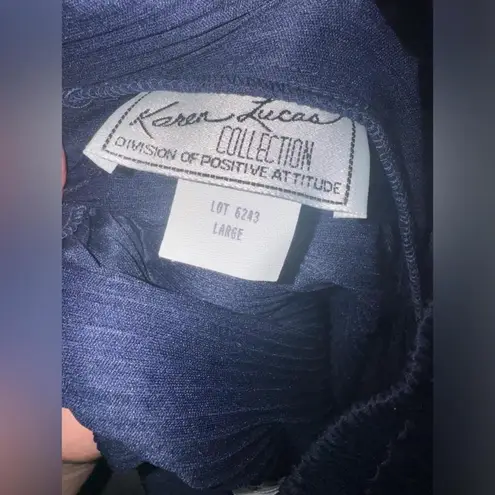 Karen Lucas
COLLECTION
DIVISION OF POSITIVE ATTITUDE
LOT 6243
LARGE